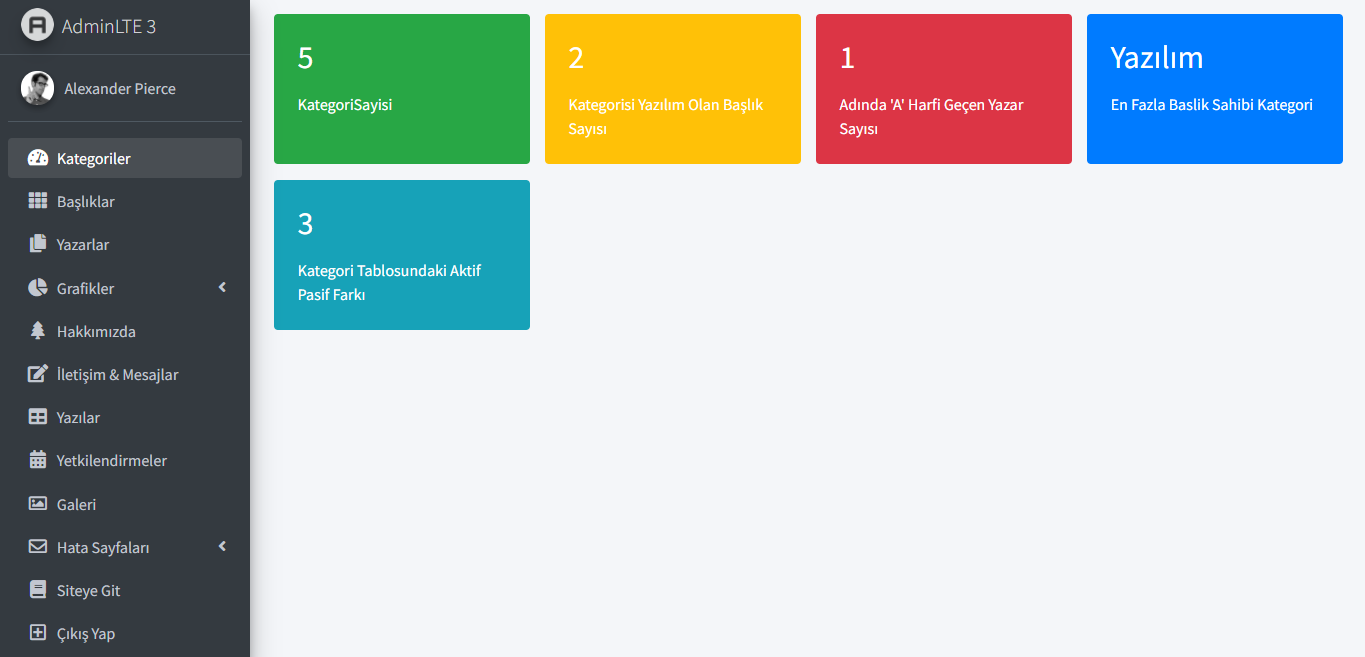 AdminLTE 3
Alexander Pierce
Kategoriler
Başlıklar
Yazarlar
Grafikler
Hakkımızda
İletişim & Mesajlar
Yazılar
Yetkilendirmeler
Galeri
Hata Sayfaları
Siteye Git
Çıkış Yap
5
KategoriSayisi
2
Kategorisi Yazılım Olan Başlık
Sayısı
1
Adında 'A' Harfi Geçen Yazar
Sayısı
Yazılım
En Fazla Baslik Sahibi Kategori
3
Kategori Tablosundaki Aktif
Pasif Farkı